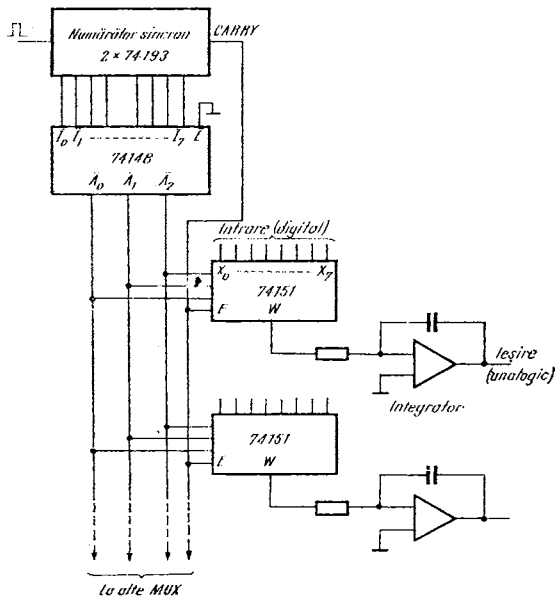 Numărător sincron CARRY
2 × 74193
I0 I1 I7 E
74148
A0 A1 A2
Intrare (digital)
X0 X7
74151
E W
Ieșire
(analogic)
Integrator
74151
E W
La alte MUX